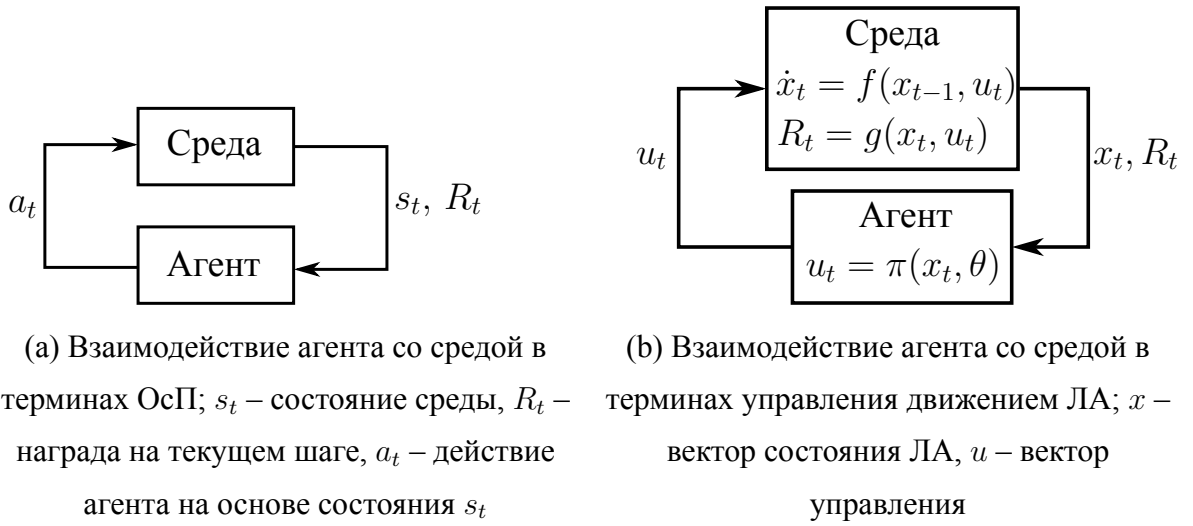 Среда
a_t
s_t, R_t
Агент
(a) Взаимодействие агента со средой в
терминах ОсП; s_t – состояние среды, R_t –
награда на текущем шаге, a_t – действие
агента на основе состояния s_t
Среда
ẋ_t = f(x_{t−1}, u_t)
R_t = g(x_t, u_t)
u_t
x_t, R_t
Агент
u_t = π(x_t, θ)
(b) Взаимодействие агента со средой в
терминах управления движением ЛА; x –
вектор состояния ЛА, u – вектор
управления